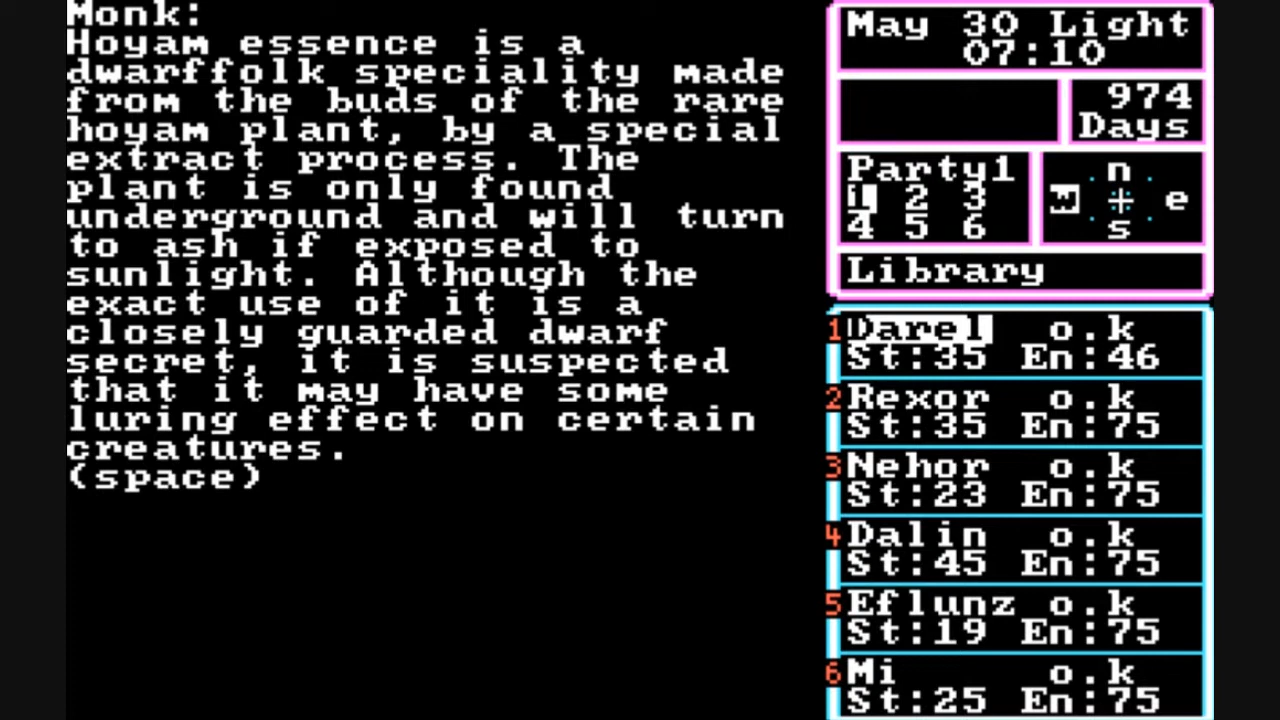 Monk:
Hoyam essence is a
dwarffolk speciality made
from the buds of the rare
hoyam plant, by a special
extract process. The
plant is only found
underground and will turn
to ash if exposed to
sunlight. Although the
exact use of it is a
closely guarded dwarf
secret, it is suspected
that it may have some
luring effect on certain
creatures.
(space)
May 30 Light
07:10
974
Days
Party1
1 2 3
4 5 6
n
w e
s
Library
1 Darel o.k
St:35 En:46
2 Rexor o.k
St:35 En:75
3 Nehor o.k
St:23 En:75
4 Dalin o.k
St:45 En:75
5 Eflunz o.k
St:19 En:75
6 Mi o.k
St:25 En:75